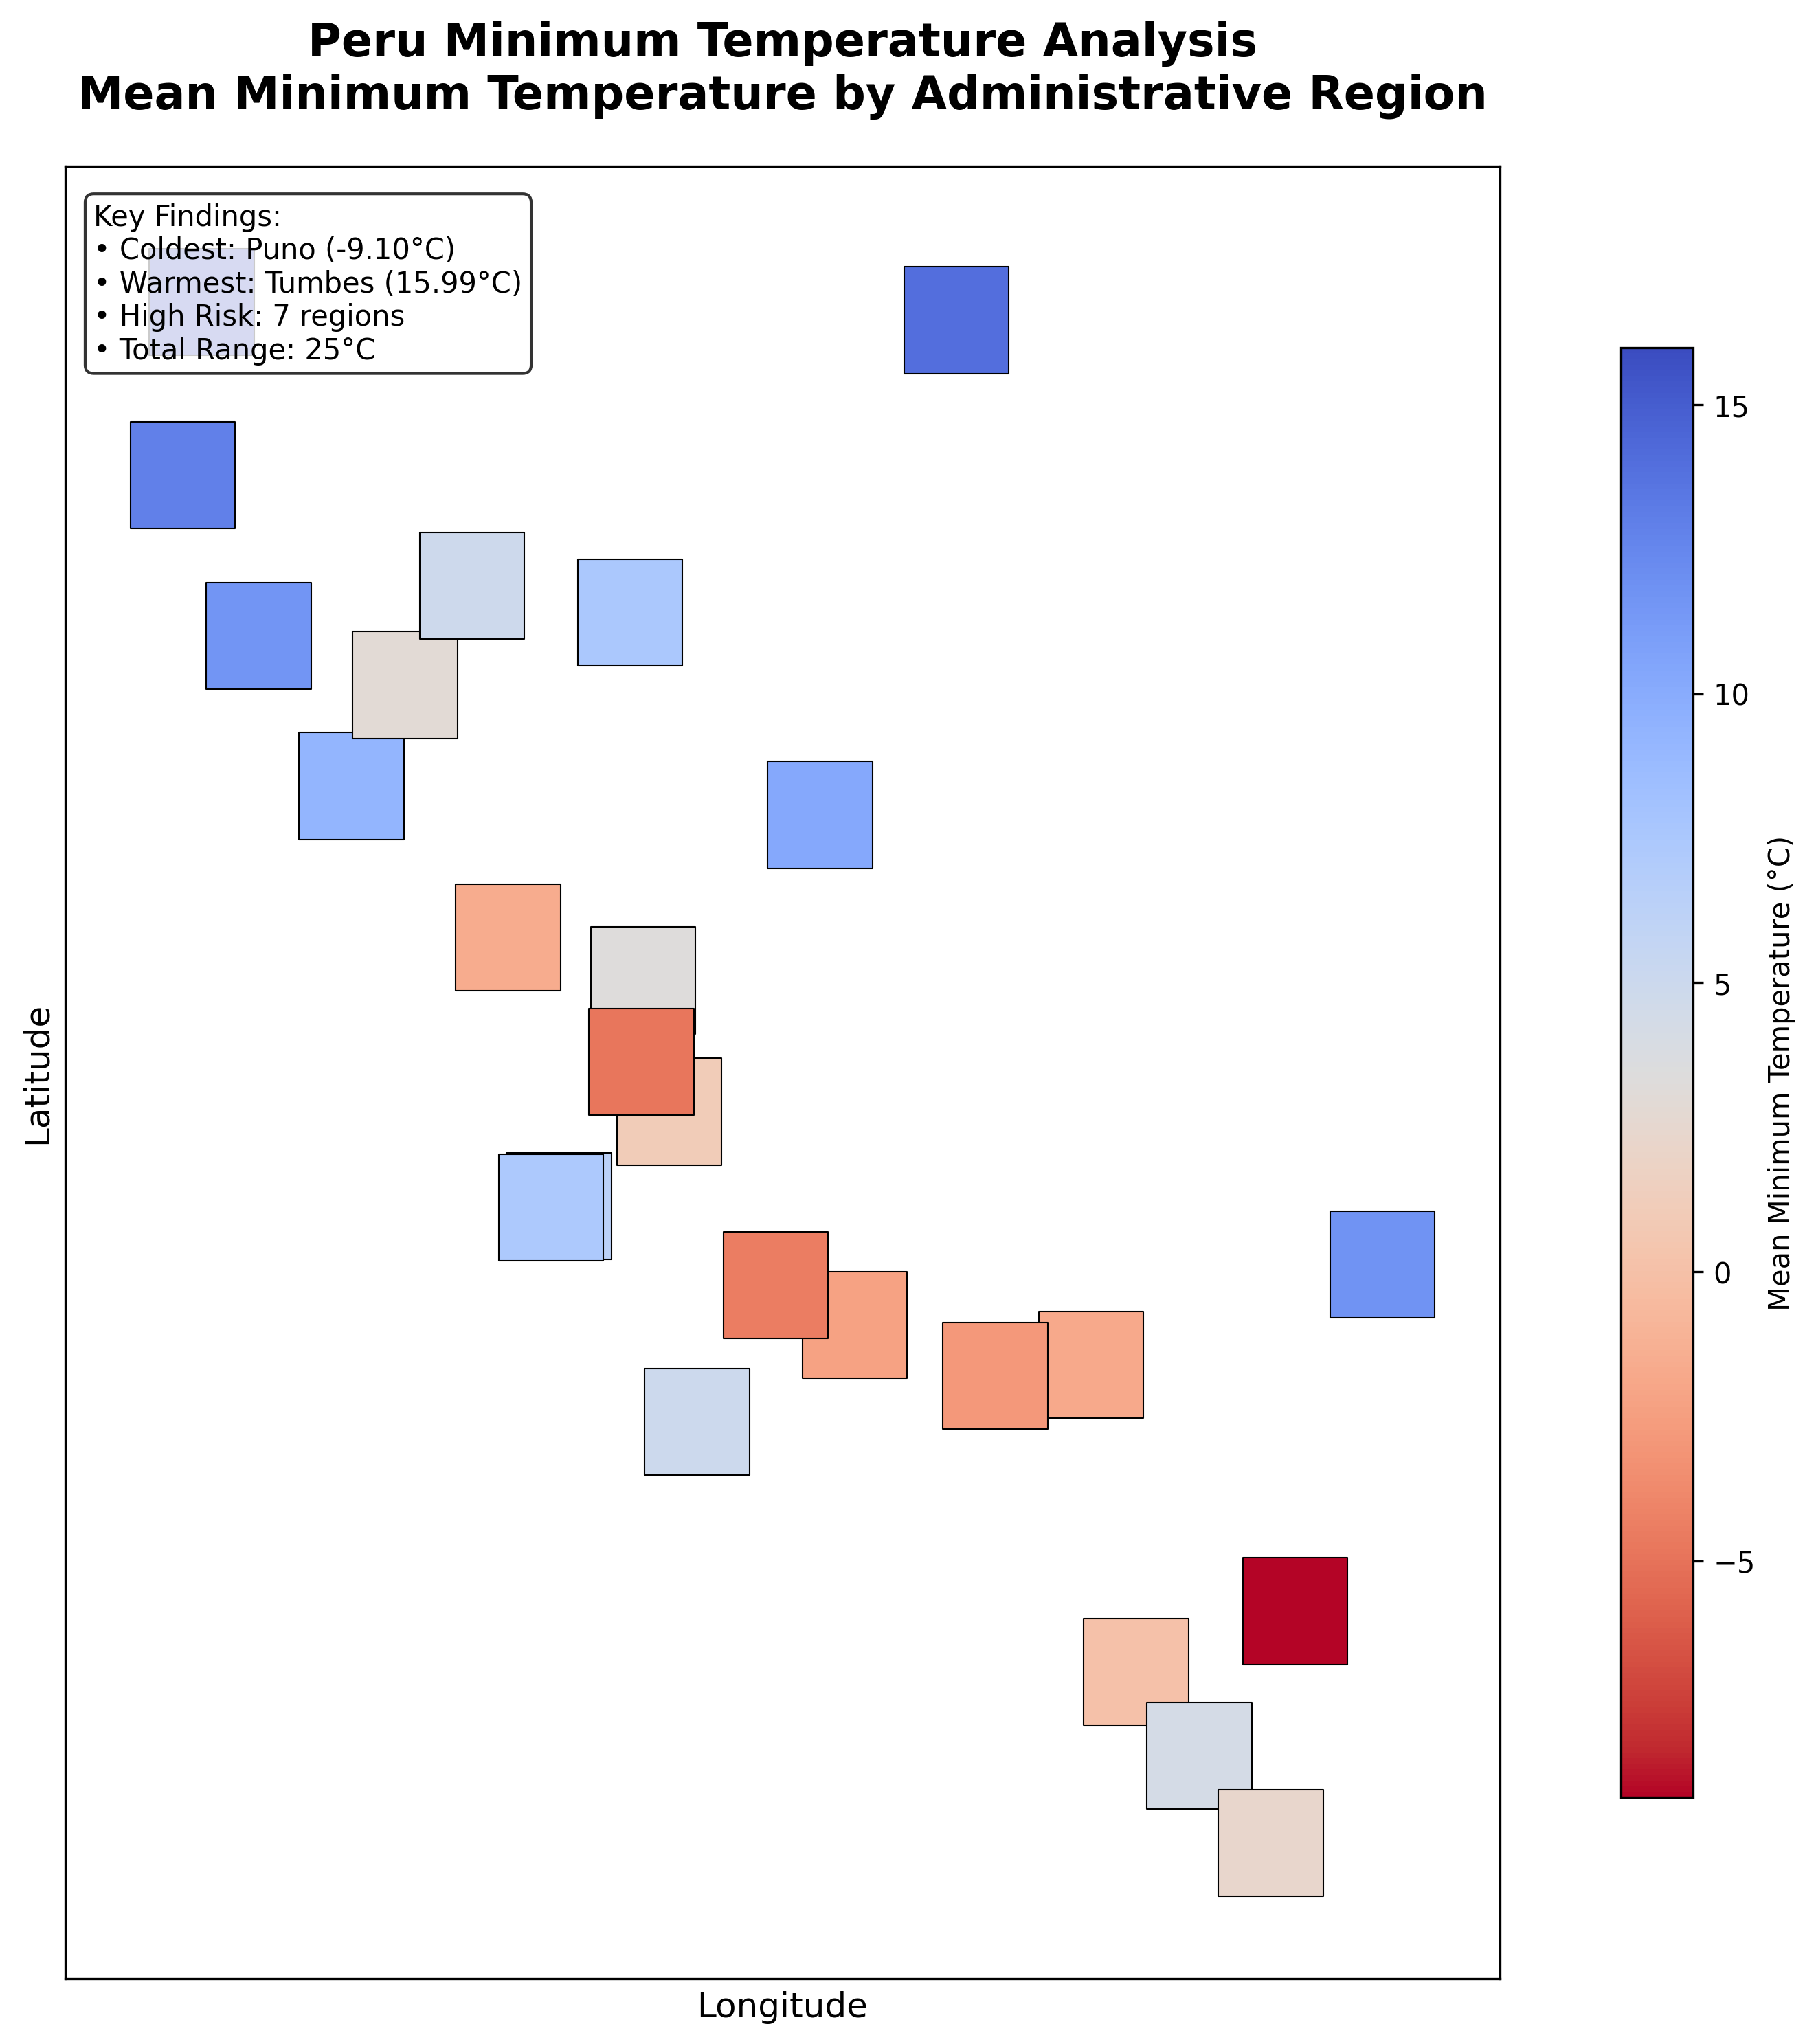 Peru Minimum Temperature Analysis
Mean Minimum Temperature by Administrative Region
Key Findings:
• Coldest: Puno (-9.10°C)
• Warmest: Tumbes (15.99°C)
• High Risk: 7 regions
• Total Range: 25°C
Latitude
Longitude
15
10
5
0
−5
Mean Minimum Temperature (°C)